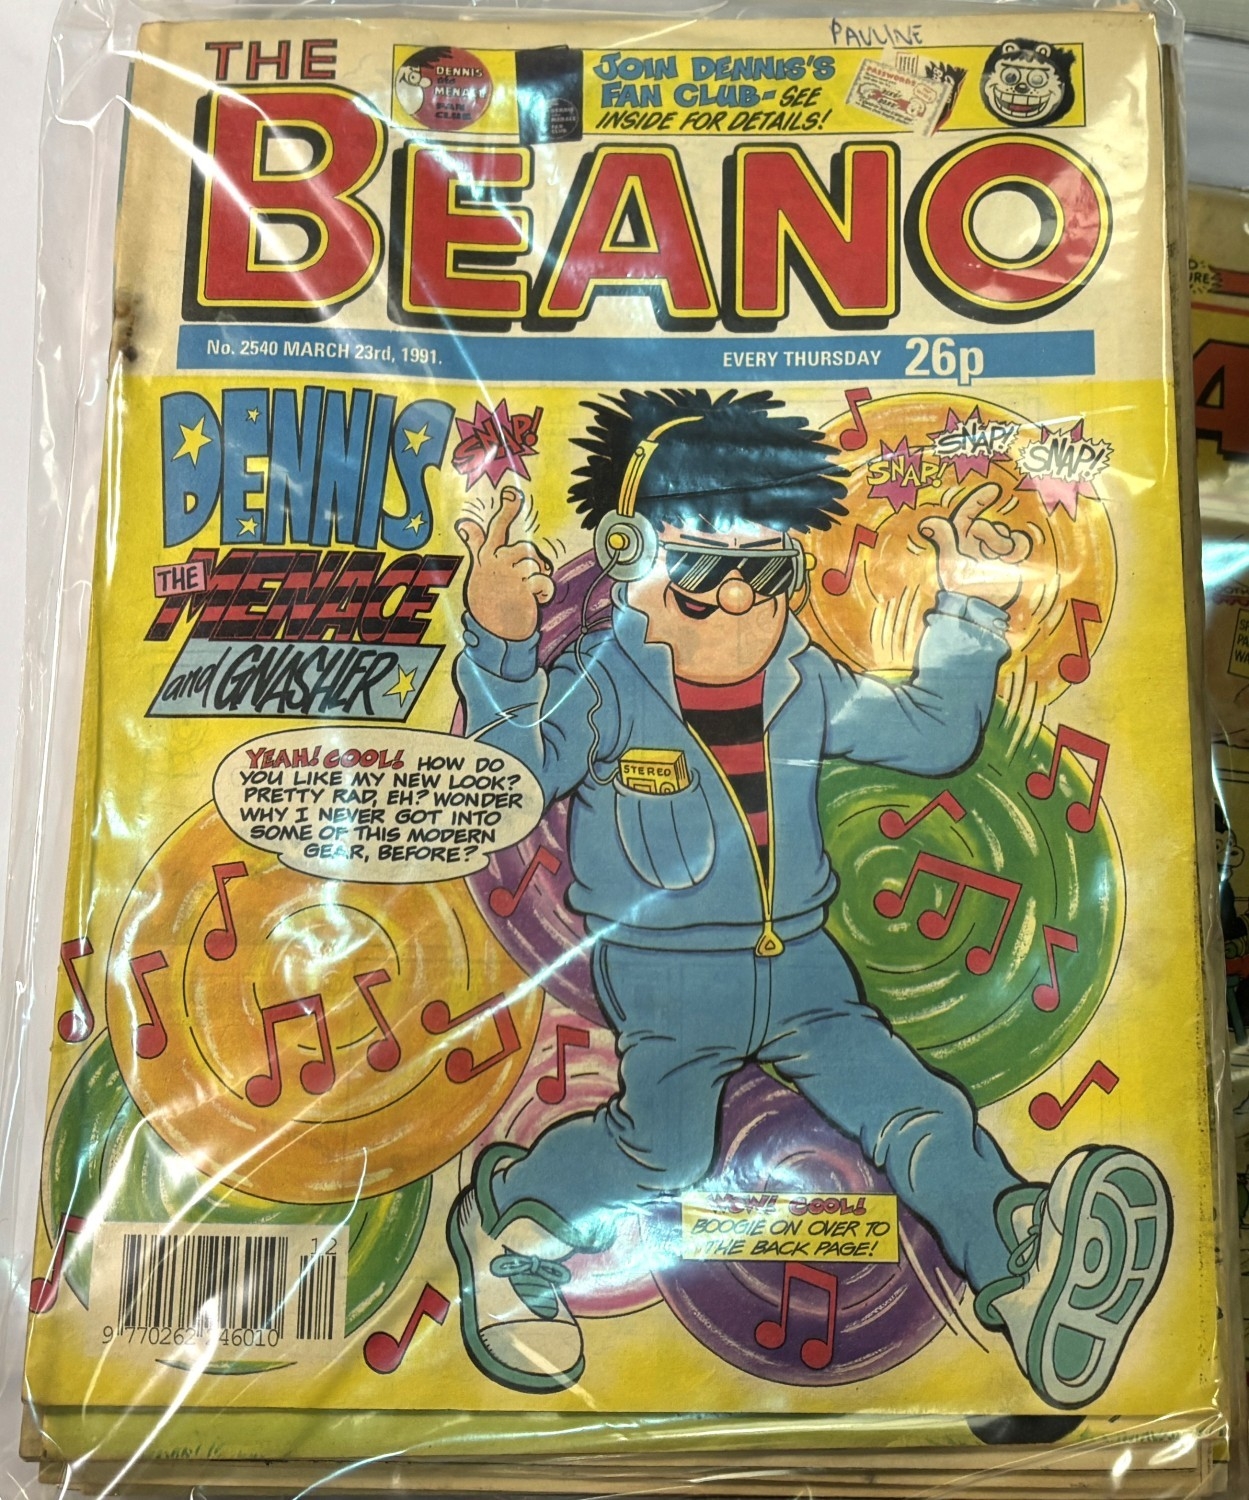 PAULINE
THE
BEANO
DENNIS
THE
MENACE
FAN
CLUB
JOIN DENNIS'S
FAN CLUB - SEE
INSIDE FOR DETAILS!
No. 2540 MARCH 23rd, 1991.
EVERY THURSDAY 26p
DENNIS
THE MENACE
and GNASHER
SNAP!
SNAP!
SNAP!
SNAP!
STEREO
YEAH! COOL! HOW DO
YOU LIKE MY NEW LOOK?
PRETTY RAD, EH? WONDER
WHY I NEVER GOT INTO
SOME OF THIS MODERN
GEAR, BEFORE?
WOW! COOL!
BOOGIE ON OVER TO
THE BACK PAGE!
12
9 770262 46010